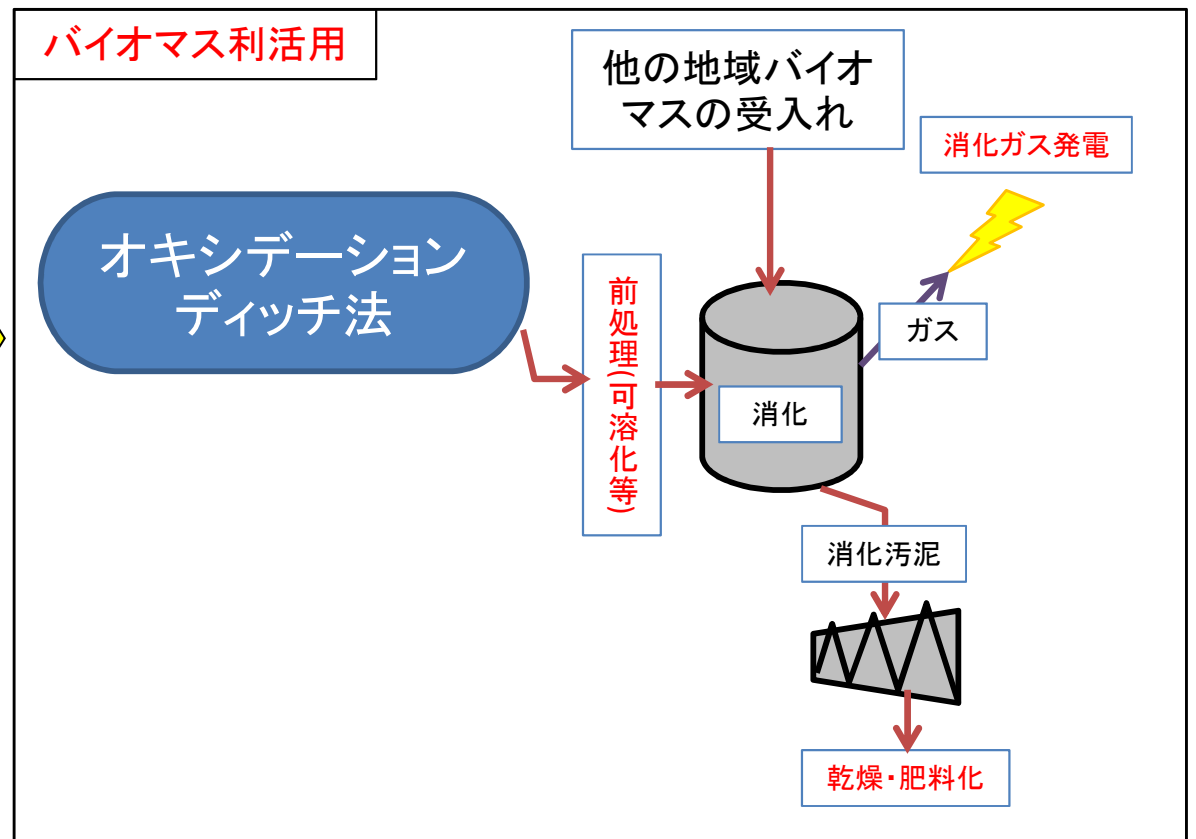 バイオマス利活用
他の地域バイオ
マスの受入れ
消化ガス発電
オキシデーション
ディッチ法
前処理(可溶化等)
ガス
消化
消化汚泥
乾燥・肥料化